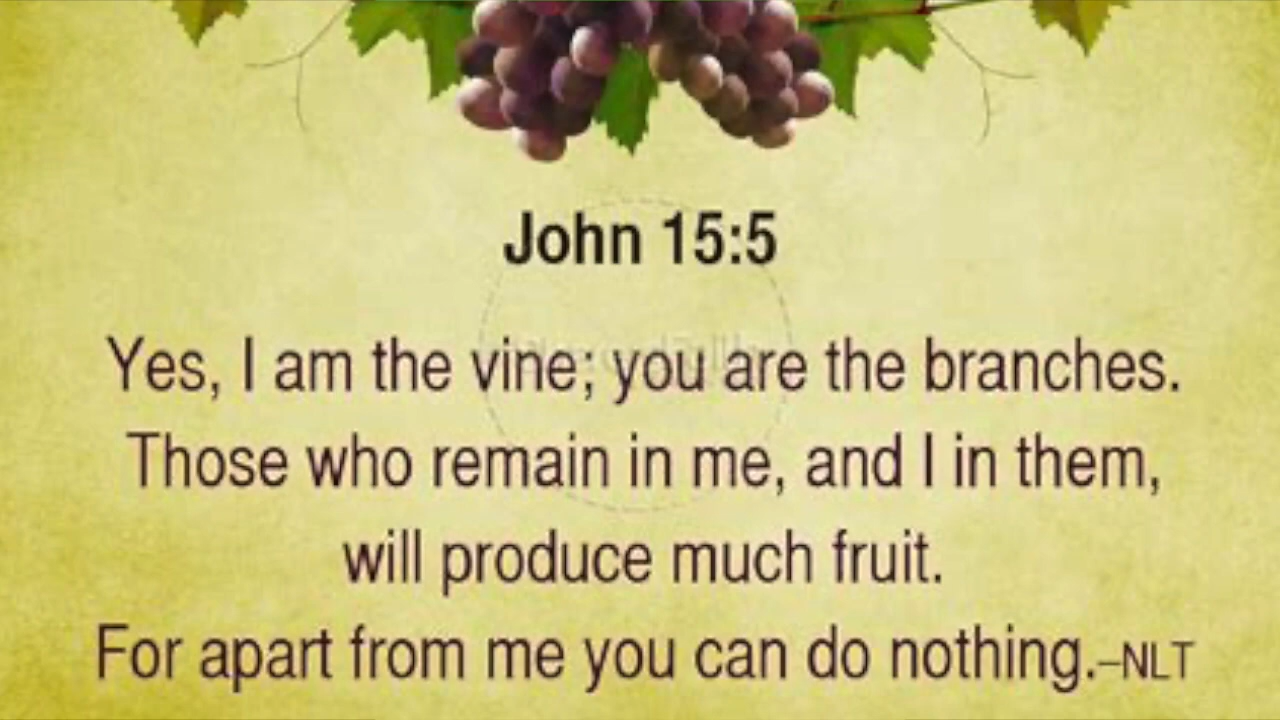 John 15:5
Yes, I am the vine; you are the branches.
Those who remain in me, and I in them,
will produce much fruit.
For apart from me you can do nothing.–NLT